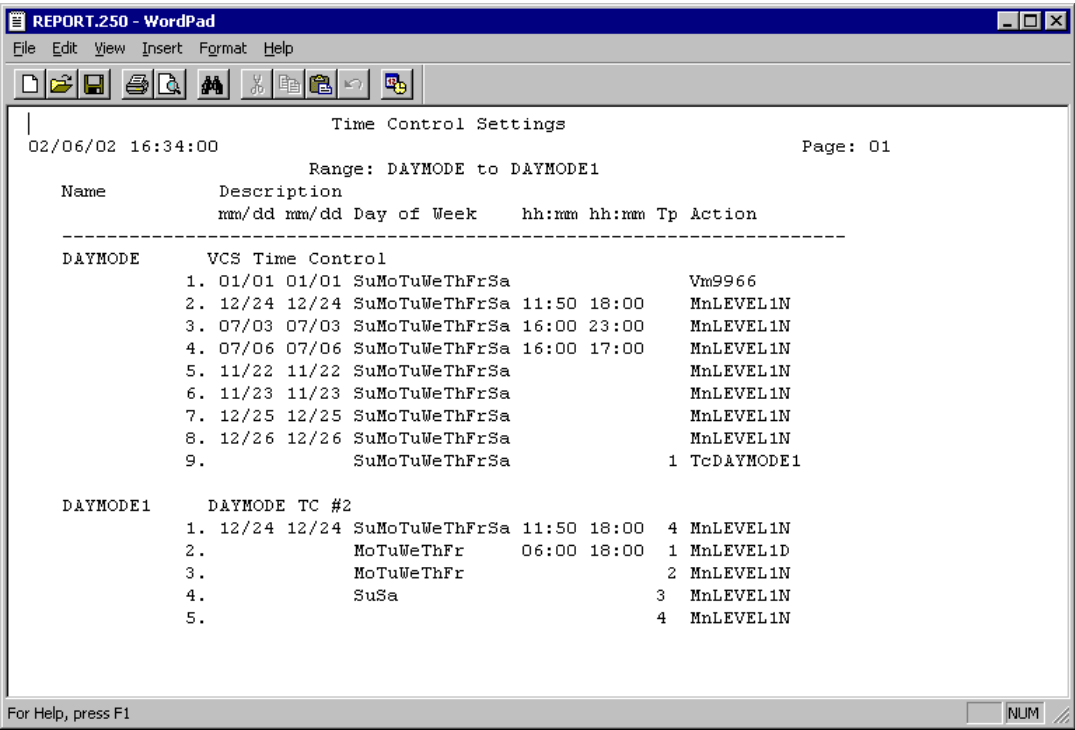 REPORT.250 - WordPad
File Edit View Insert Format Help
Time Control Settings
02/06/02 16:34:00 Page: 01
Range: DAYMODE to DAYMODE1
Name Description
mm/dd mm/dd Day of Week hh:mm hh:mm Tp Action
----------------------------------------------------------------------
DAYMODE VCS Time Control
1. 01/01 01/01 SuMoTuWeThFrSa Vm9966
2. 12/24 12/24 SuMoTuWeThFrSa 11:50 18:00 MnLEVEL1N
3. 07/03 07/03 SuMoTuWeThFrSa 16:00 23:00 MnLEVEL1N
4. 07/06 07/06 SuMoTuWeThFrSa 16:00 17:00 MnLEVEL1N
5. 11/22 11/22 SuMoTuWeThFrSa MnLEVEL1N
6. 11/23 11/23 SuMoTuWeThFrSa MnLEVEL1N
7. 12/25 12/25 SuMoTuWeThFrSa MnLEVEL1N
8. 12/26 12/26 SuMoTuWeThFrSa MnLEVEL1N
9. SuMoTuWeThFrSa 1 TcDAYMODE1
DAYMODE1 DAYMODE TC #2
1. 12/24 12/24 SuMoTuWeThFrSa 11:50 18:00 4 MnLEVEL1N
2. MoTuWeThFr 06:00 18:00 1 MnLEVEL1D
3. MoTuWeThFr 2 MnLEVEL1N
4. SuSa 3 MnLEVEL1N
5. 4 MnLEVEL1N
For Help, press F1 NUM